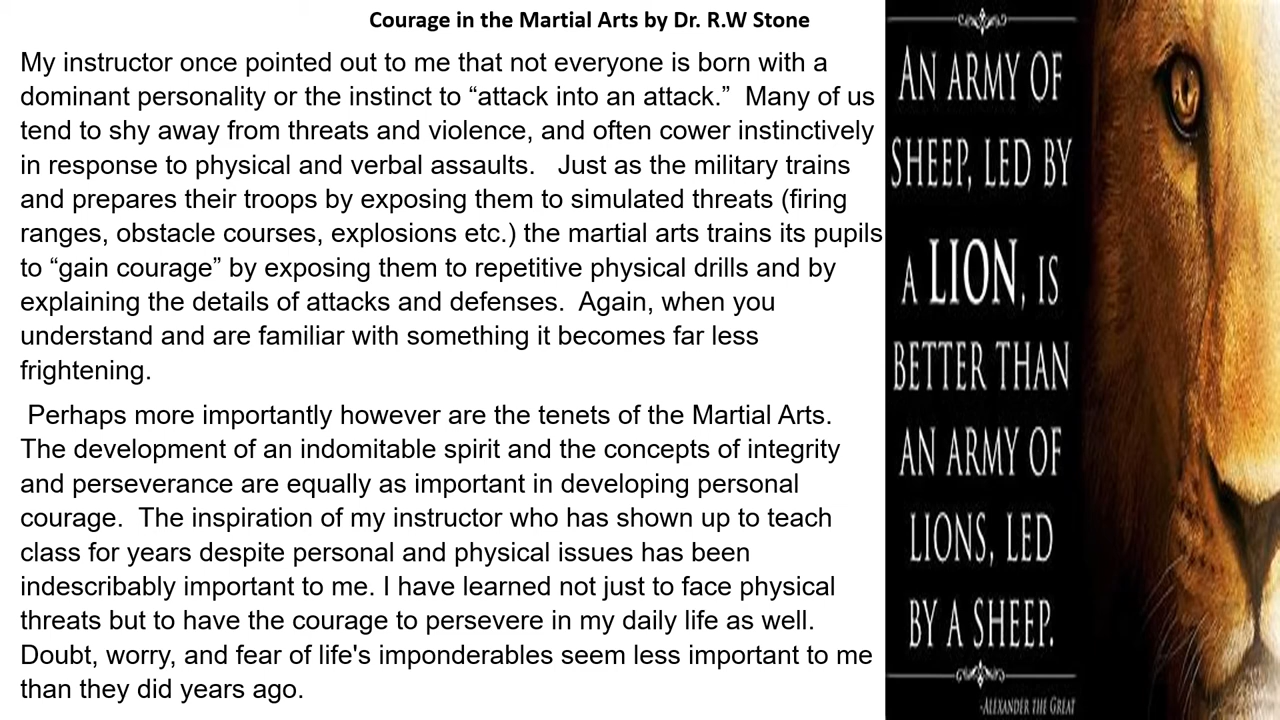 Courage in the Martial Arts by Dr. R.W Stone
My instructor once pointed out to me that not everyone is born with a
dominant personality or the instinct to “attack into an attack.”  Many of us
tend to shy away from threats and violence, and often cower instinctively
in response to physical and verbal assaults.   Just as the military trains
and prepares their troops by exposing them to simulated threats (firing
ranges, obstacle courses, explosions etc.) the martial arts trains its pupils
to “gain courage” by exposing them to repetitive physical drills and by
explaining the details of attacks and defenses.  Again, when you
understand and are familiar with something it becomes far less
frightening.
Perhaps more importantly however are the tenets of the Martial Arts.
The development of an indomitable spirit and the concepts of integrity
and perseverance are equally as important in developing personal
courage.  The inspiration of my instructor who has shown up to teach
class for years despite personal and physical issues has been
indescribably important to me. I have learned not just to face physical
threats but to have the courage to persevere in my daily life as well.
Doubt, worry, and fear of life's imponderables seem less important to me
than they did years ago.
AN ARMY OF
SHEEP, LED BY
A LION, IS
BETTER THAN
AN ARMY OF
LIONS, LED
BY A SHEEP.
-ALEXANDER THE GREAT